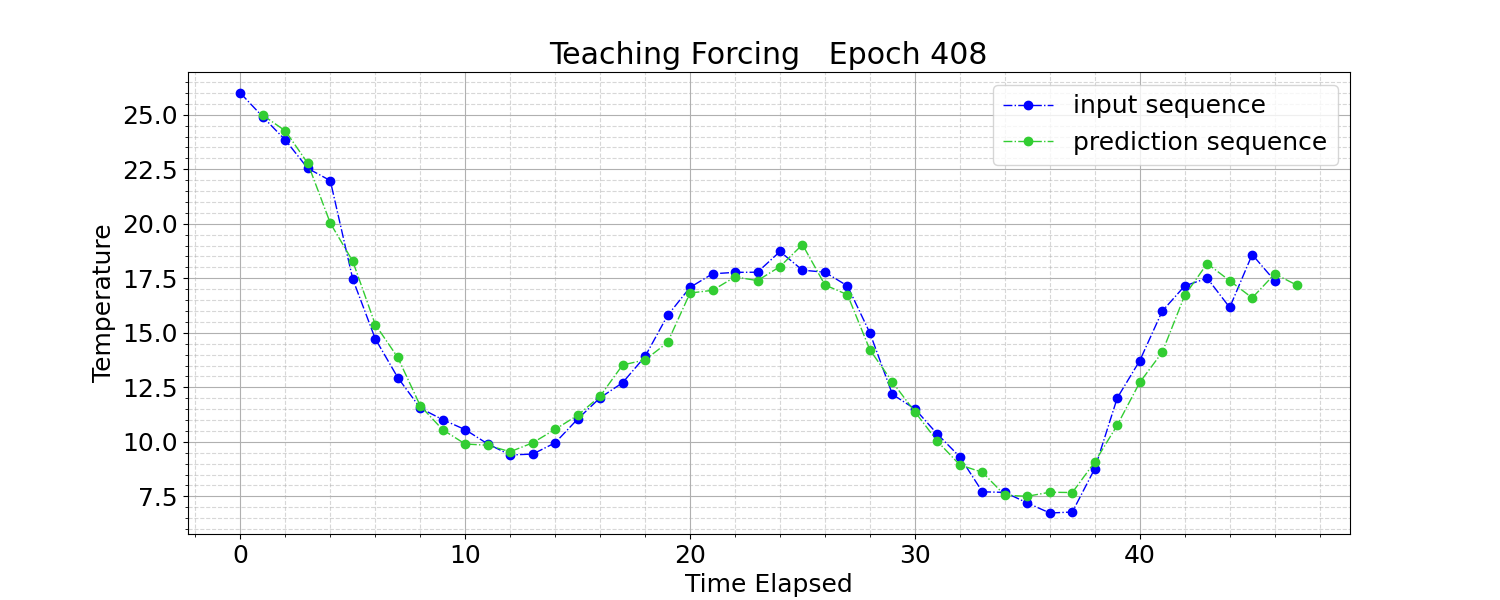 Teaching Forcing   Epoch 408
input sequence
prediction sequence
Temperature
25.0
22.5
20.0
17.5
15.0
12.5
10.0
7.5
0
10
20
30
40
Time Elapsed